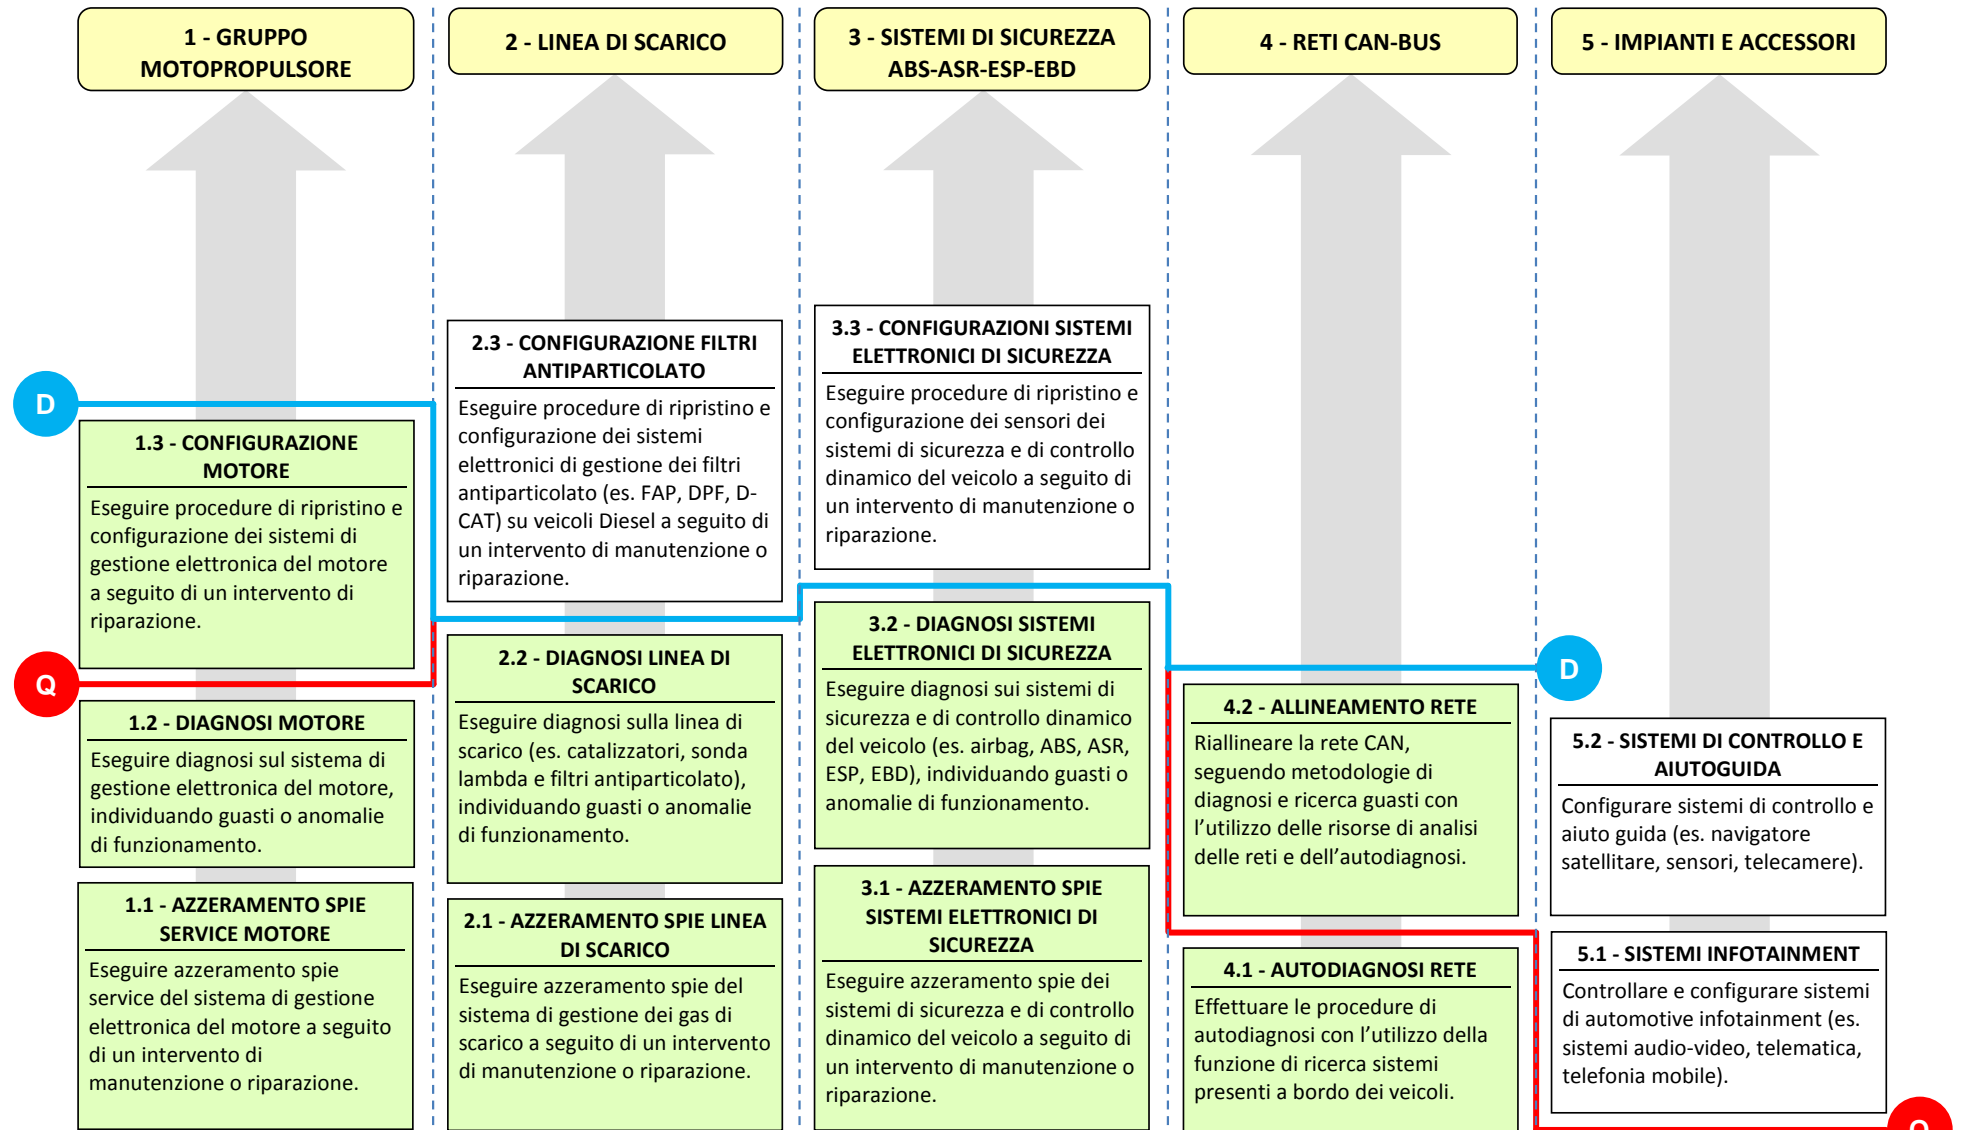 1 - GRUPPO
MOTOPROPULSORE
2 - LINEA DI SCARICO
3 - SISTEMI DI SICUREZZA
ABS-ASR-ESP-EBD
4 - RETI CAN-BUS
5 - IMPIANTI E ACCESSORI
D
1.3 - CONFIGURAZIONE
MOTORE
Eseguire procedure di ripristino e
configurazione dei sistemi di
gestione elettronica del motore
a seguito di un intervento di
riparazione.
Q
1.2 - DIAGNOSI MOTORE
Eseguire diagnosi sul sistema di
gestione elettronica del motore,
individuando guasti o anomalie
di funzionamento.
1.1 - AZZERAMENTO SPIE
SERVICE MOTORE
Eseguire azzeramento spie
service del sistema di gestione
elettronica del motore a seguito
di un intervento di
manutenzione o riparazione.
2.3 - CONFIGURAZIONE FILTRI
ANTIPARTICOLATO
Eseguire procedure di ripristino e
configurazione dei sistemi
elettronici di gestione dei filtri
antiparticolato (es. FAP, DPF, D-
CAT) su veicoli Diesel a seguito di
un intervento di manutenzione o
riparazione.
2.2 - DIAGNOSI LINEA DI
SCARICO
Eseguire diagnosi sulla linea di
scarico (es. catalizzatori, sonda
lambda e filtri antiparticolato),
individuando guasti o anomalie
di funzionamento.
2.1 - AZZERAMENTO SPIE LINEA
DI SCARICO
Eseguire azzeramento spie del
sistema di gestione dei gas di
scarico a seguito di un intervento
di manutenzione o riparazione.
3.3 - CONFIGURAZIONI SISTEMI
ELETTRONICI DI SICUREZZA
Eseguire procedure di ripristino e
configurazione dei sensori dei
sistemi di sicurezza e di controllo
dinamico del veicolo a seguito di
un intervento di manutenzione o
riparazione.
3.2 - DIAGNOSI SISTEMI
ELETTRONICI DI SICUREZZA
Eseguire diagnosi sui sistemi di
sicurezza e di controllo dinamico
del veicolo (es. airbag, ABS, ASR,
ESP, EBD), individuando guasti o
anomalie di funzionamento.
3.1 - AZZERAMENTO SPIE
SISTEMI ELETTRONICI DI
SICUREZZA
Eseguire azzeramento spie dei
sistemi di sicurezza e di controllo
dinamico del veicolo a seguito di
un intervento di manutenzione o
riparazione.
4.2 - ALLINEAMENTO RETE
Riallineare la rete CAN,
seguendo metodologie di
diagnosi e ricerca guasti con
l’utilizzo delle risorse di analisi
delle reti e dell’autodiagnosi.
4.1 - AUTODIAGNOSI RETE
Effettuare le procedure di
autodiagnosi con l’utilizzo della
funzione di ricerca sistemi
presenti a bordo dei veicoli.
D
5.2 - SISTEMI DI CONTROLLO E
AIUTOGUIDA
Configurare sistemi di controllo e
aiuto guida (es. navigatore
satellitare, sensori, telecamere).
5.1 - SISTEMI INFOTAINMENT
Controllare e configurare sistemi
di automotive infotainment (es.
sistemi audio-video, telematica,
telefonia mobile).